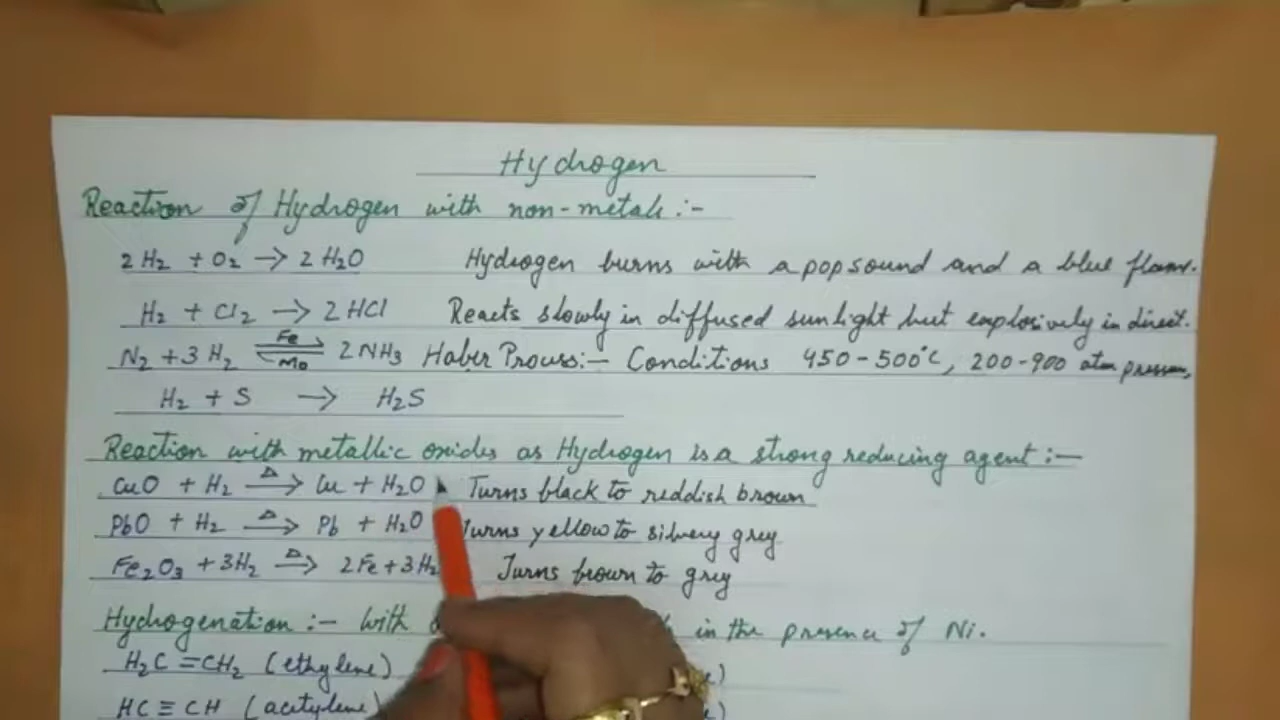 Hydrogen
Reaction of Hydrogen with non-metals :-
2H₂ + O₂ → 2H₂O Hydrogen burns with a pop sound and a blue flame.
H₂ + Cl₂ → 2HCl Reacts slowly in diffused sunlight but explosively in direct.
N₂ + 3H₂ ⇌ 2NH₃ Haber Process:- Conditions 450-500°C, 200-900 atm pressure,
Fe
Mo
H₂ + S → H₂S
Reaction with metallic oxides as Hydrogen is a strong reducing agent :-
CuO + H₂ △→ Cu + H₂O Turns black to reddish brown
PbO + H₂ △→ Pb + H₂O Turns yellow to silvery grey
Fe₂O₃ + 3H₂ △→ 2Fe + 3H₂ Turns brown to grey
Hydrogenation :- With in the presence of Ni.
H₂C = CH₂ (ethylene)
HC ≡ CH (acetylene)